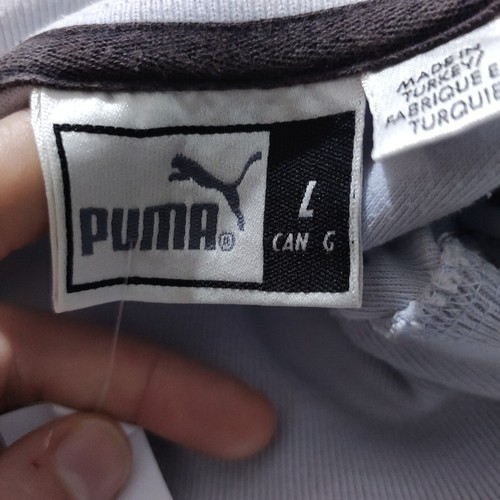 PUMA®
L
CAN G
MADE IN
TURKEY/
FABRIQUE E
TURQUIE